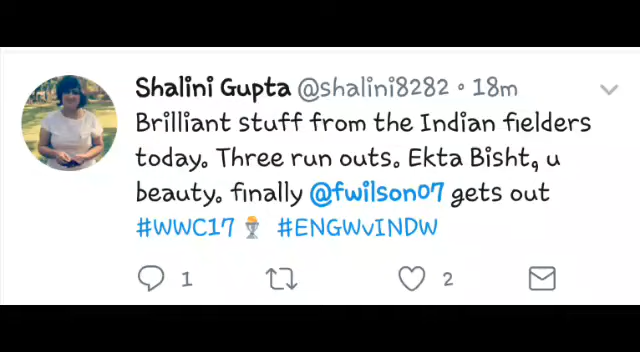 Shalini Gupta @shalini8282 • 18m
Brilliant stuff from the Indian fielders
today. Three run outs. Ekta Bisht, u
beauty. finally @fwilson07 gets out
#WWC17 🏆 #ENGWvINDW
1 2